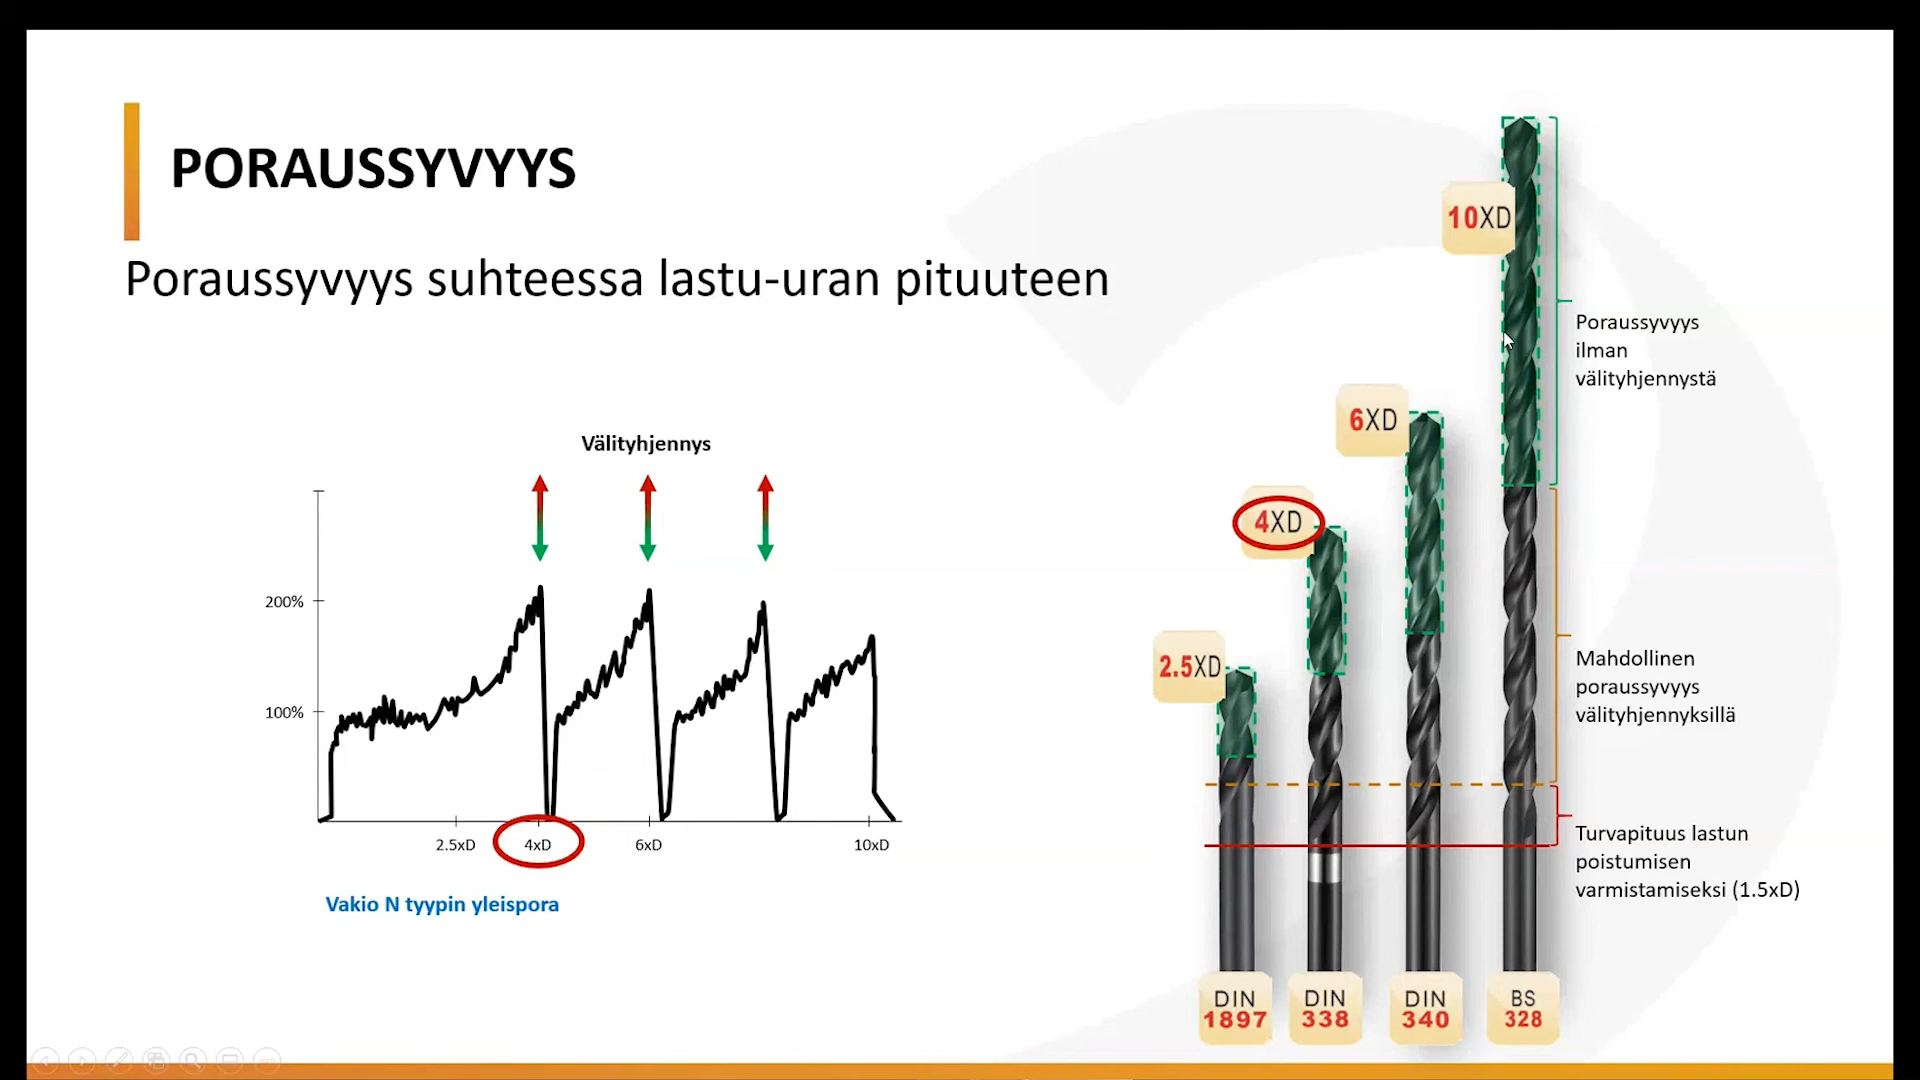 PORAUSSYVYYS
Poraussyvyys suhteessa lastu-uran pituuteen
Välityhjennys
200%
100%
2.5xD
4xD
6xD
10xD
Vakio N tyypin yleispora
10XD
6XD
4XD
2.5XD
Poraussyvyys
ilman
välityhjennystä
Mahdollinen
poraussyvyys
välityhjennyksillä
Turvapituus lastun
poistumisen
varmistamiseksi (1.5xD)
DIN
1897
DIN
338
DIN
340
BS
328